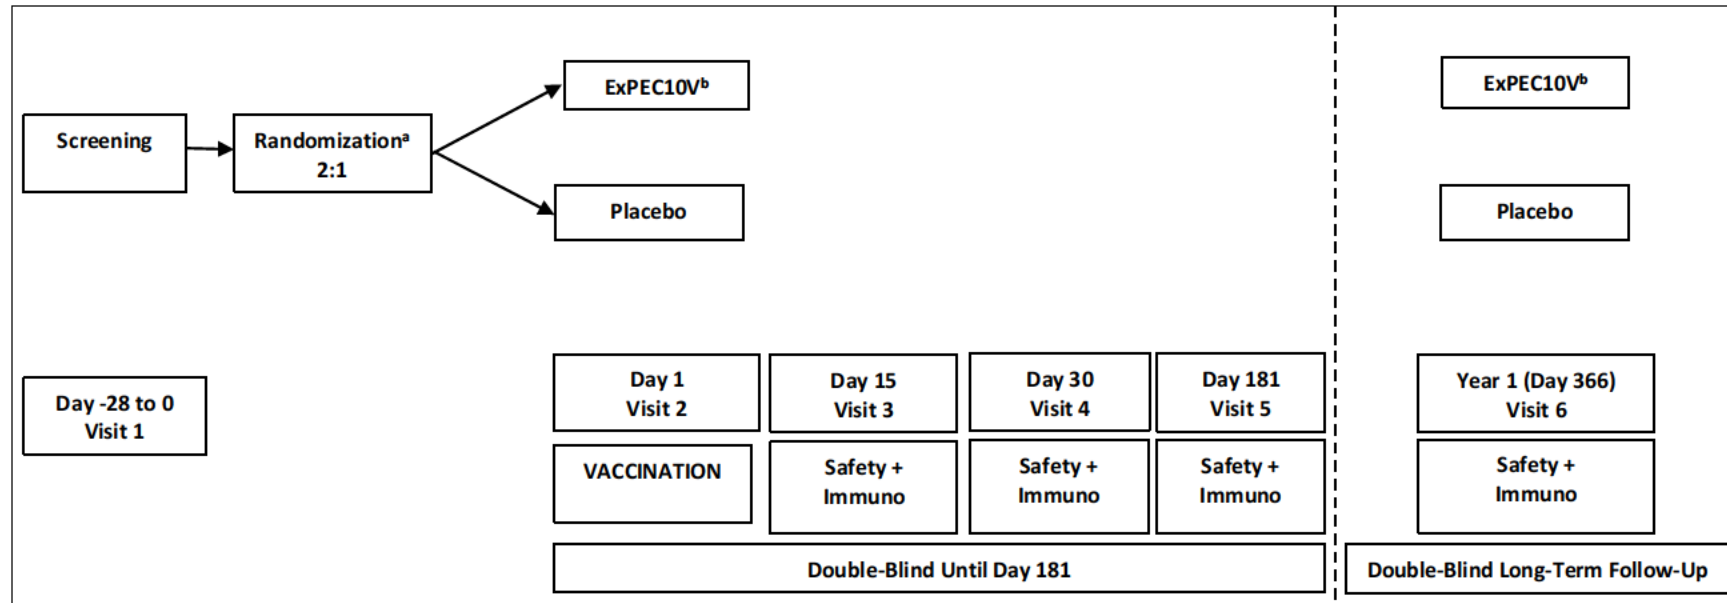 Screening
Randomizationᵃ
2:1
ExPEC10Vᵇ
Placebo
ExPEC10Vᵇ
Placebo
Day -28 to 0
Visit 1
Day 1
Visit 2
Day 15
Visit 3
Day 30
Visit 4
Day 181
Visit 5
Year 1 (Day 366)
Visit 6
VACCINATION
Safety +
Immuno
Safety +
Immuno
Safety +
Immuno
Safety +
Immuno
Double-Blind Until Day 181
Double-Blind Long-Term Follow-Up